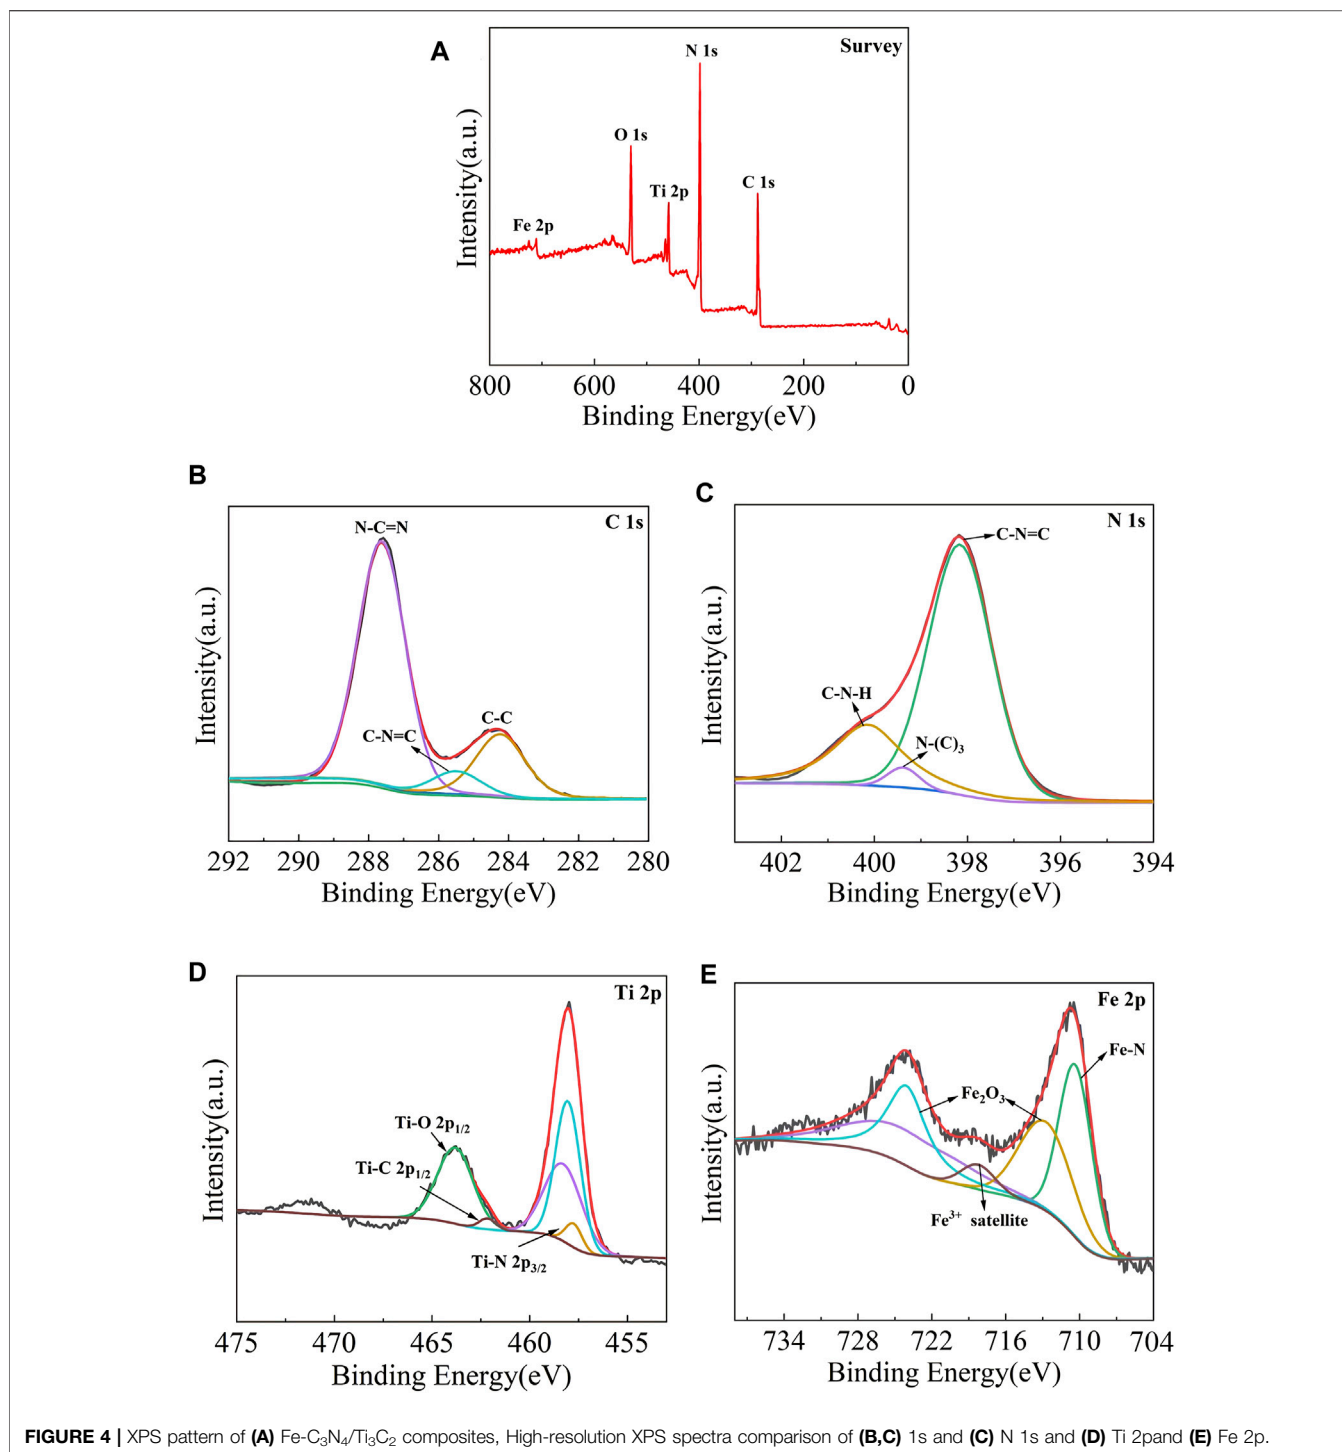 A
Survey
N 1s
O 1s
Ti 2p
C 1s
Fe 2p
Intensity(a.u.)
800 600 400 200 0
Binding Energy(eV)
B
C 1s
N-C=N
C-C
C-N=C
Intensity(a.u.)
292 290 288 286 284 282 280
Binding Energy(eV)
C
N 1s
C-N=C
C-N-H
N-(C)₃
Intensity(a.u.)
402 400 398 396 394
Binding Energy(eV)
D
Ti 2p
Ti-O 2p₁/₂
Ti-C 2p₁/₂
Ti-N 2p₃/₂
Intensity(a.u.)
475 470 465 460 455
Binding Energy(eV)
E
Fe 2p
Fe-N
Fe₂O₃
Fe³⁺ satellite
Intensity(a.u.)
734 728 722 716 710 704
Binding Energy(eV)
FIGURE 4 | XPS pattern of (A) Fe-C₃N₄/Ti₃C₂ composites, High-resolution XPS spectra comparison of (B,C) 1s and (C) N 1s and (D) Ti 2pand (E) Fe 2p.